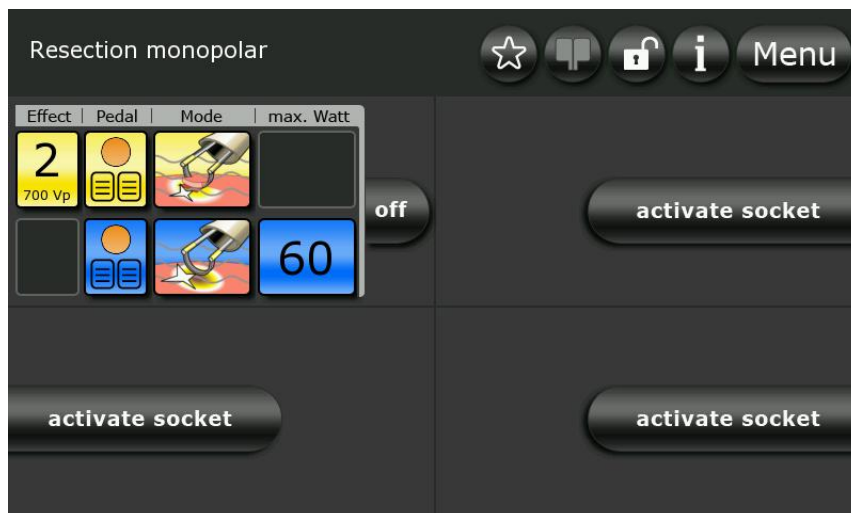 Resection monopolar
Menu
Effect | Pedal | Mode | max. Watt
2
700 Vp
off
activate socket
60
activate socket
activate socket